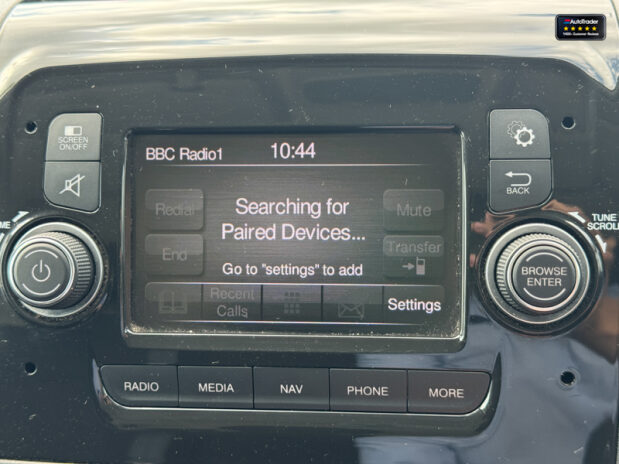 AutoTrader
SCREEN
ON/OFF
BBC Radio1
10:44
BACK
Redial
Searching for
Paired Devices...
Mute
TUNE
SCROLL
End
Transfer
Go to "settings" to add
BROWSE
ENTER
Recent
Calls
Settings
RADIO
MEDIA
NAV
PHONE
MORE